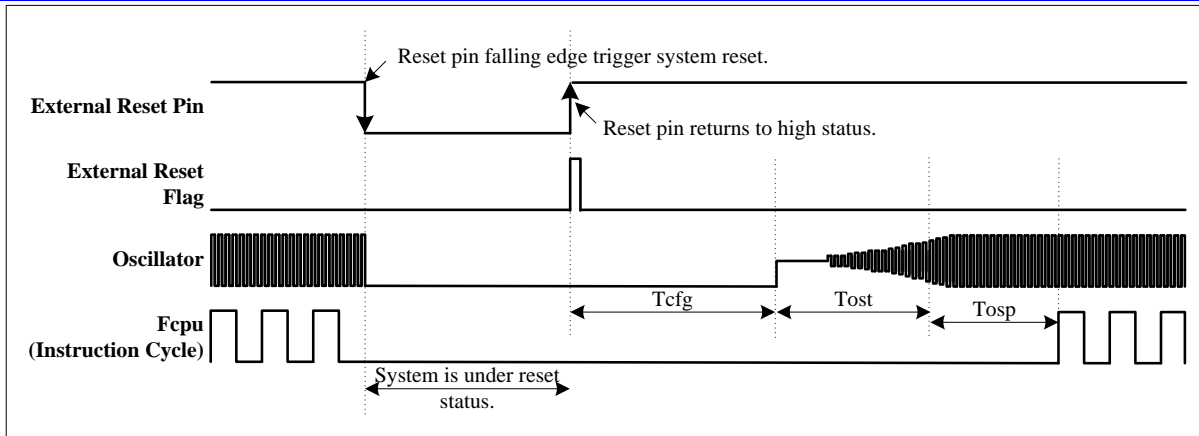 Reset pin falling edge trigger system reset.
External Reset Pin
Reset pin returns to high status.
External Reset
Flag
Oscillator
Tcfg
Tost
Tosp
Fcpu
(Instruction Cycle)
System is under reset
status.